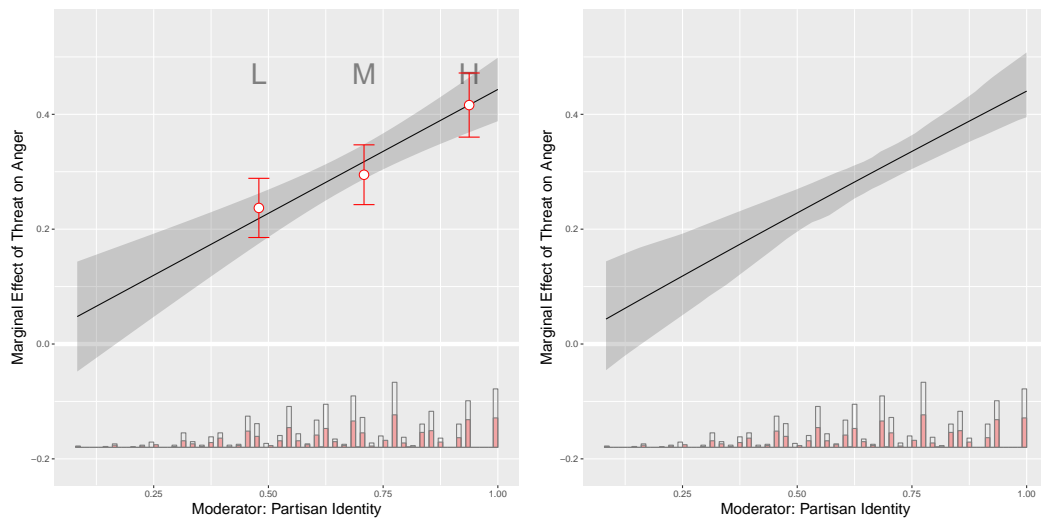 L M H
Marginal Effect of Threat on Anger
0.4
0.2
0.0
−0.2
0.25 0.50 0.75 1.00
Moderator: Partisan Identity
Marginal Effect of Threat on Anger
0.4
0.2
0.0
−0.2
0.25 0.50 0.75 1.00
Moderator: Partisan Identity